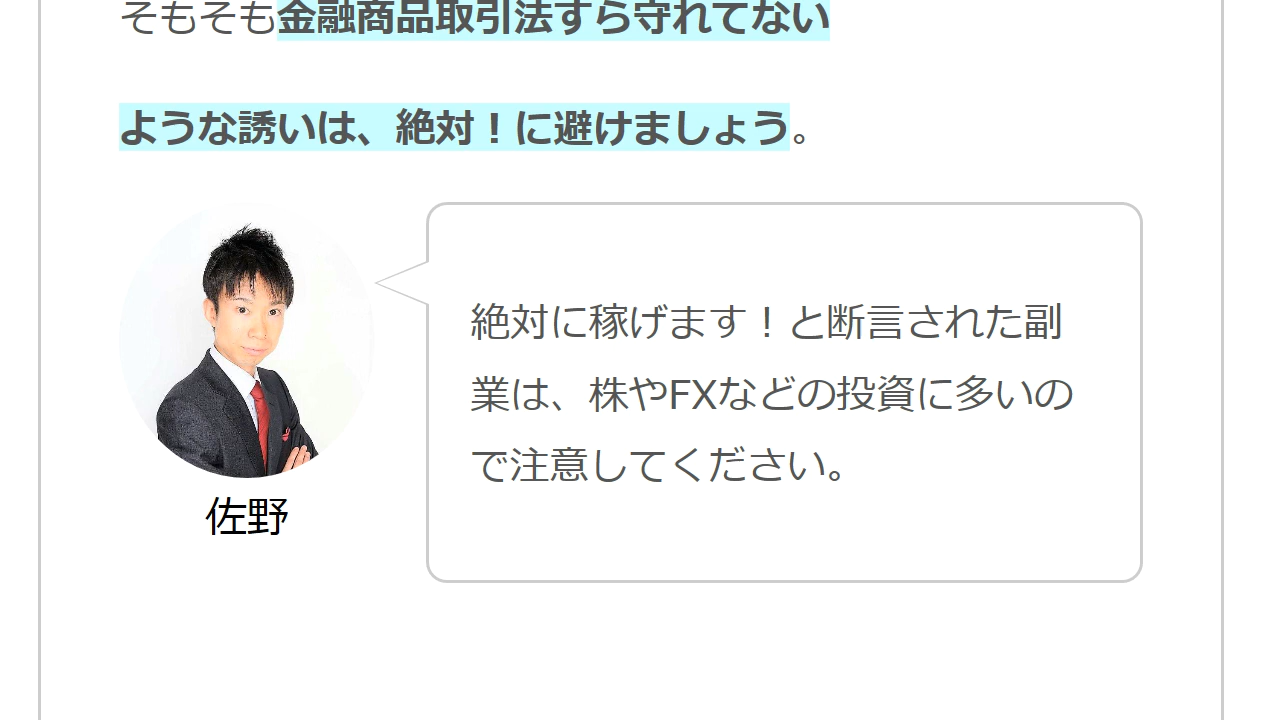 そもそも金融商品取引法すら守れてない
ような誘いは、絶対！に避けましょう。
絶対に稼げます！と断言された副
業は、株やFXなどの投資に多いの
で注意してください。
佐野